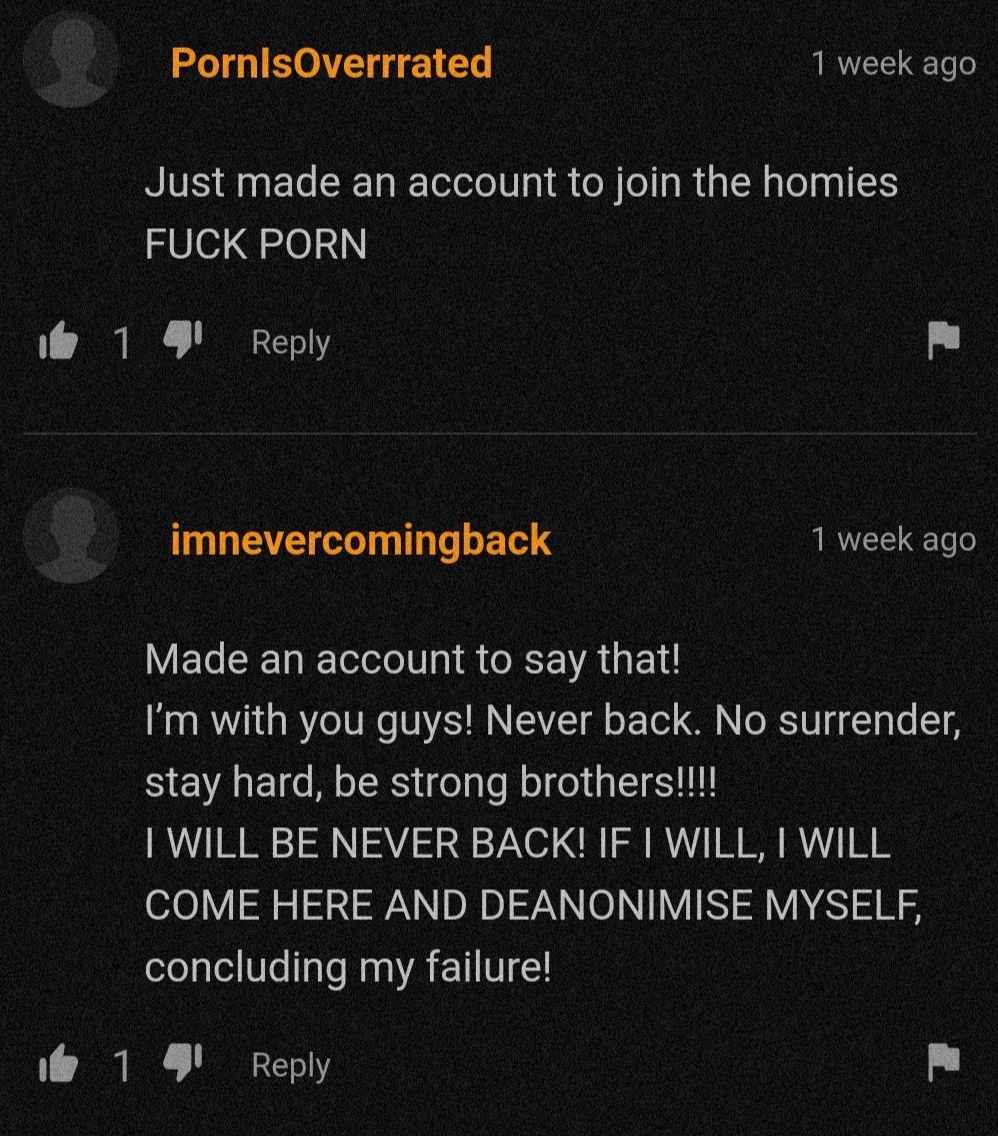 PornIsOverrrated 1 week ago
Just made an account to join the homies
FUCK PORN
1 Reply
imnevercomingback 1 week ago
Made an account to say that!
I’m with you guys! Never back. No surrender,
stay hard, be strong brothers!!!!
I WILL BE NEVER BACK! IF I WILL, I WILL
COME HERE AND DEANONIMISE MYSELF,
concluding my failure!
1 Reply